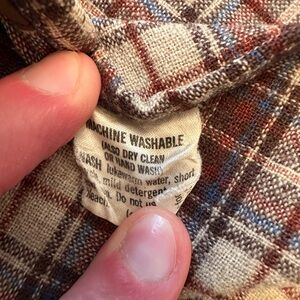 MACHINE WASHABLE
(ALSO DRY CLEAN
OR HAND WASH)
WASH lukewarm water, short
mild detergent
Do not